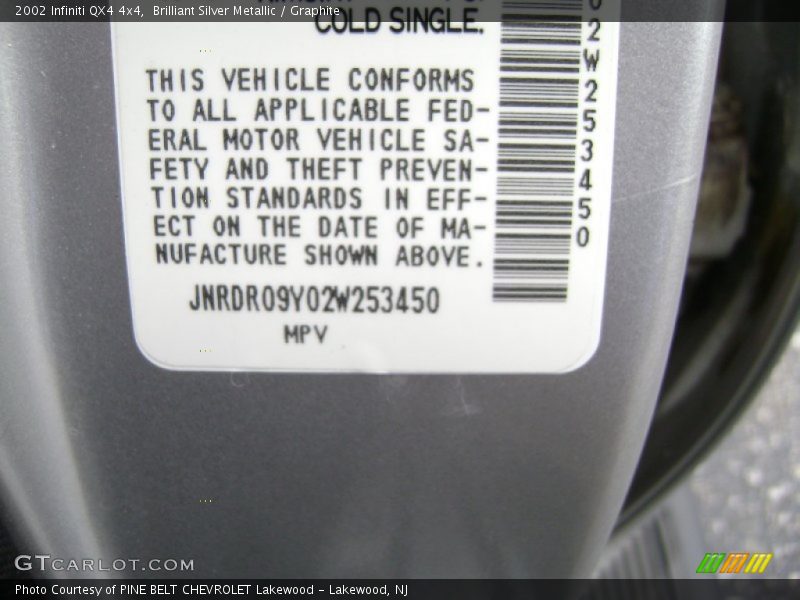 2002 Infiniti QX4 4x4, Brilliant Silver Metallic / Graphite
COLD SINGLE.
THIS VEHICLE CONFORMS
TO ALL APPLICABLE FED-
ERAL MOTOR VEHICLE SA-
FETY AND THEFT PREVEN-
TION STANDARDS IN EFF-
ECT ON THE DATE OF MA-
NUFACTURE SHOWN ABOVE.
JNRDR09Y02W253450
MPV
02W253450
GTCARLOT.COM
Photo Courtesy of PINE BELT CHEVROLET Lakewood - Lakewood, NJ